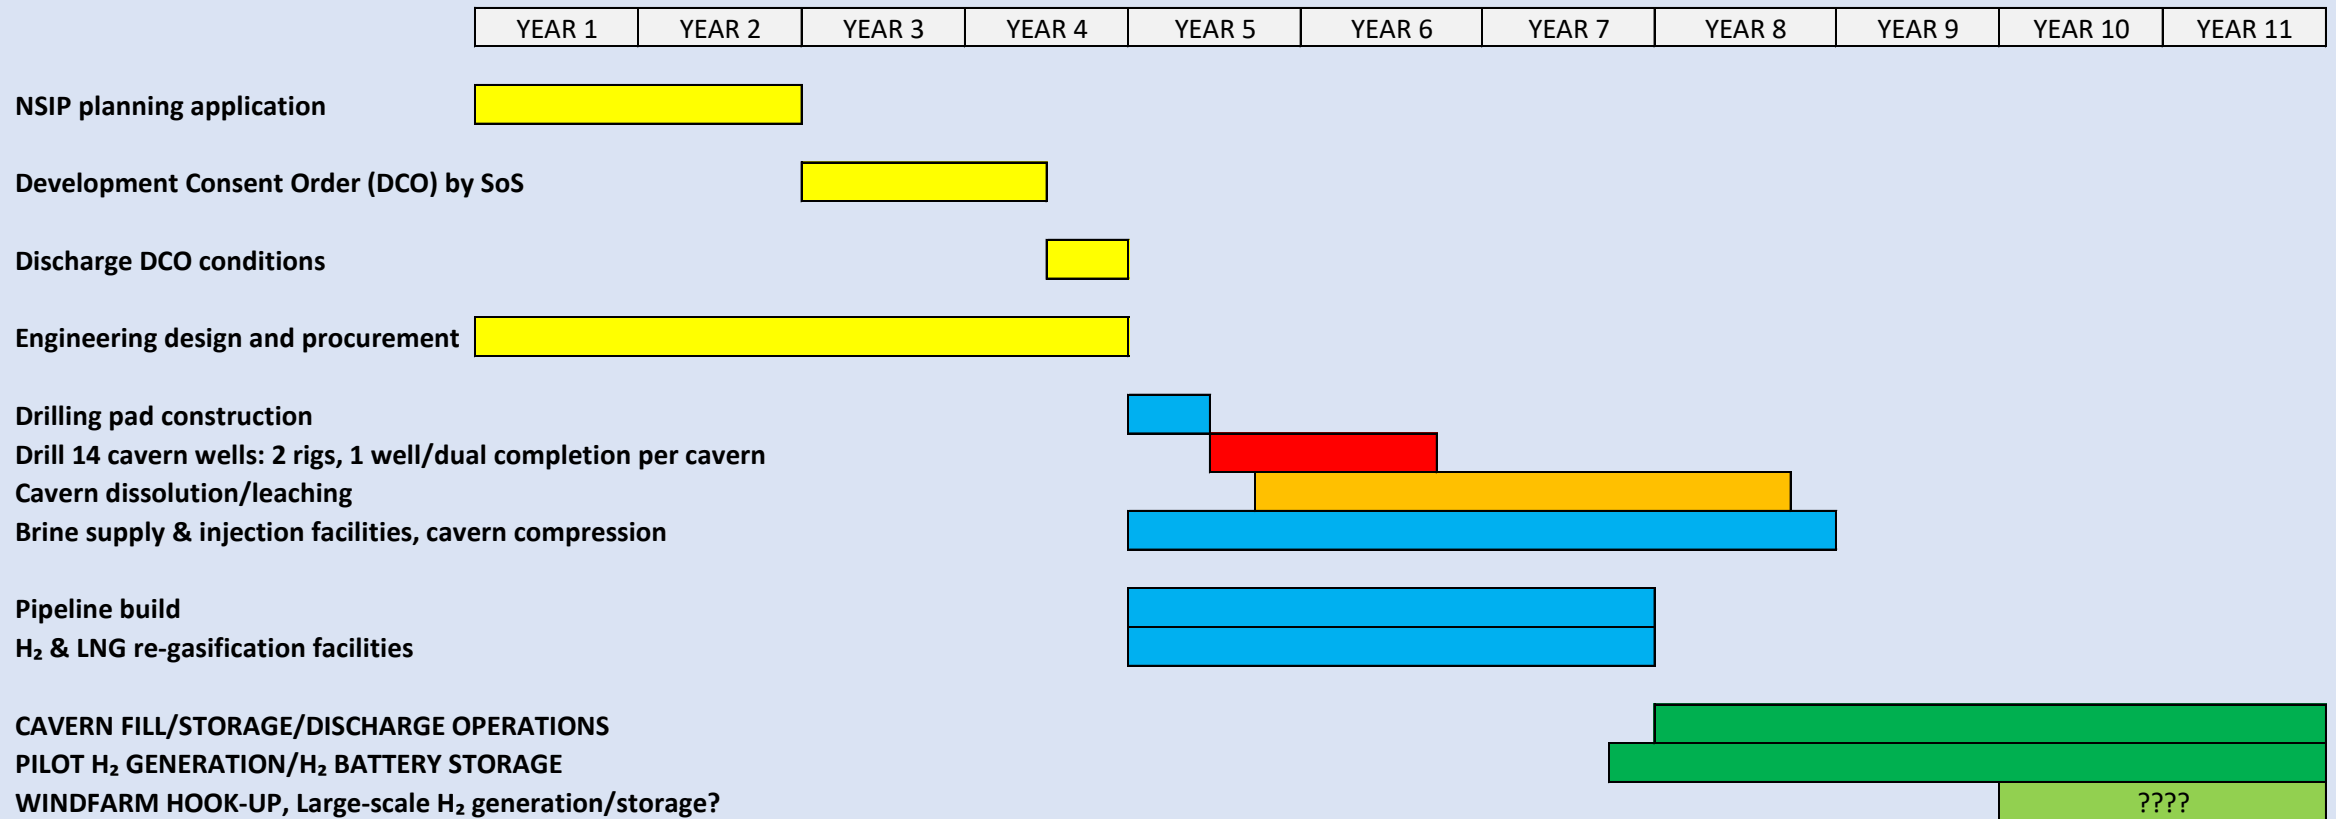 YEAR 1 YEAR 2 YEAR 3 YEAR 4 YEAR 5 YEAR 6 YEAR 7 YEAR 8 YEAR 9 YEAR 10 YEAR 11
NSIP planning application
Development Consent Order (DCO) by SoS
Discharge DCO conditions
Engineering design and procurement
Drilling pad construction
Drill 14 cavern wells: 2 rigs, 1 well/dual completion per cavern
Cavern dissolution/leaching
Brine supply & injection facilities, cavern compression
Pipeline build
H₂ & LNG re-gasification facilities
CAVERN FILL/STORAGE/DISCHARGE OPERATIONS
PILOT H₂ GENERATION/H₂ BATTERY STORAGE
WINDFARM HOOK-UP, Large-scale H₂ generation/storage? ????